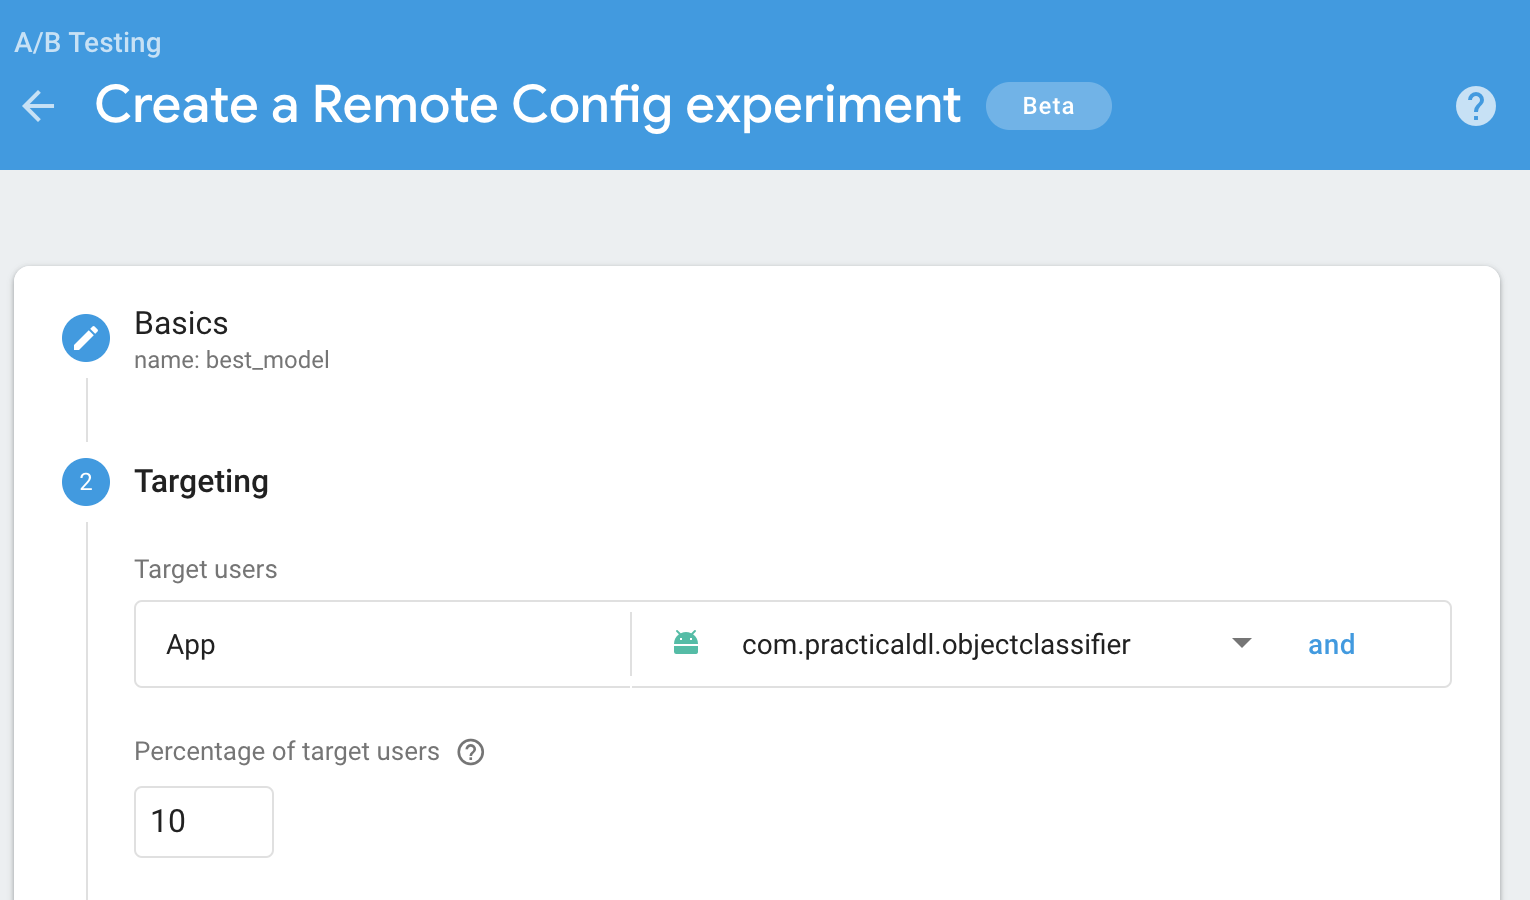 A/B Testing
Create a Remote Config experiment Beta ?
Basics
name: best_model
2 Targeting
Target users
App com.practicaldl.objectclassifier and
Percentage of target users ?
10